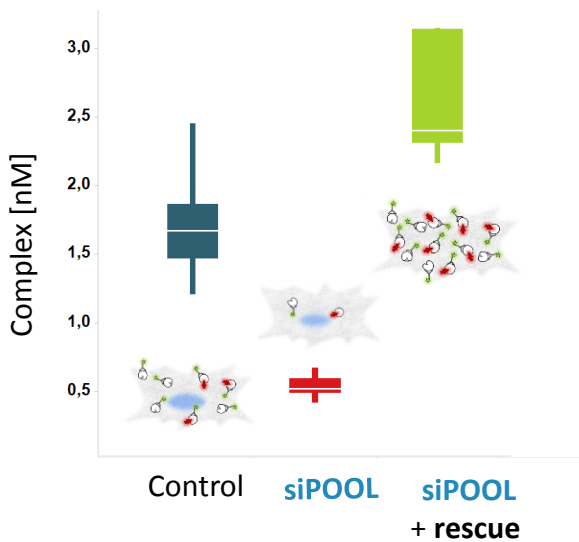 3,0
2,5
2,0
1,5
1,0
0,5
Complex [nM]
Control
siPOOL
siPOOL
+ rescue